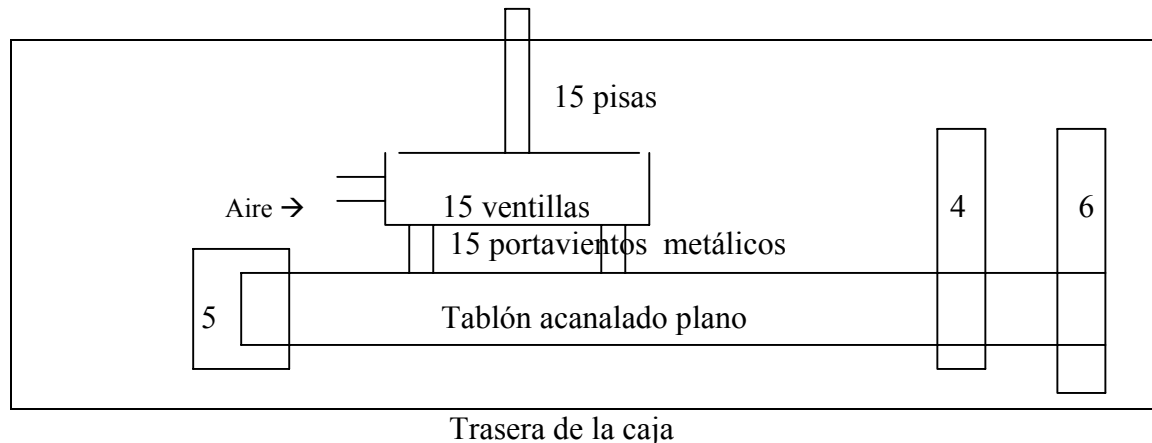 15 pisas
Aire →
15 ventillas
4
6
15 portavientos metálicos
5
Tablón acanalado plano
Trasera de la caja